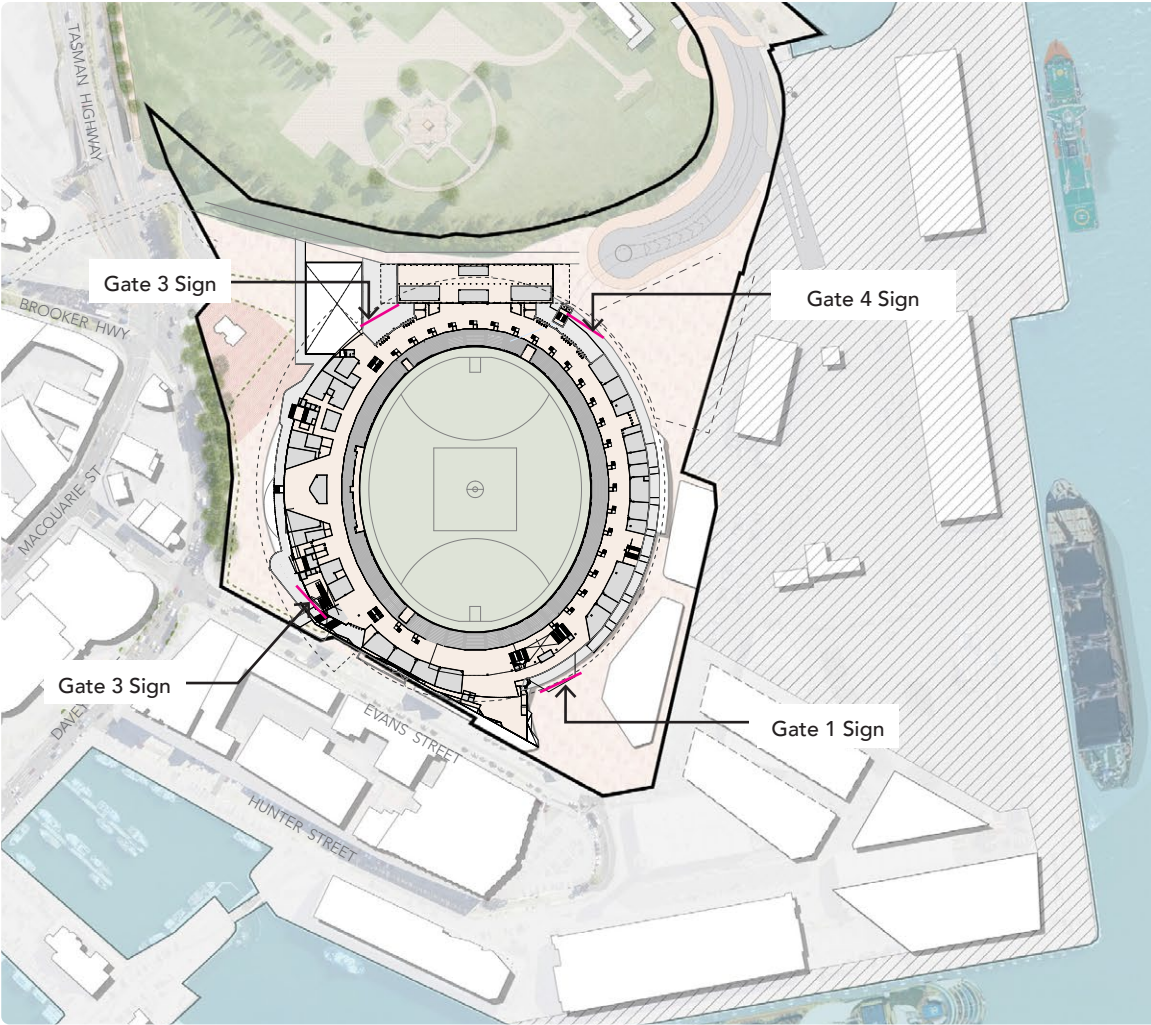 TASMAN HIGHWAY
Gate 3 Sign
Gate 4 Sign
BROOKER HWY
MACQUARIE ST
Gate 3 Sign
DAVEY
EVANS STREET
Gate 1 Sign
HUNTER STREET